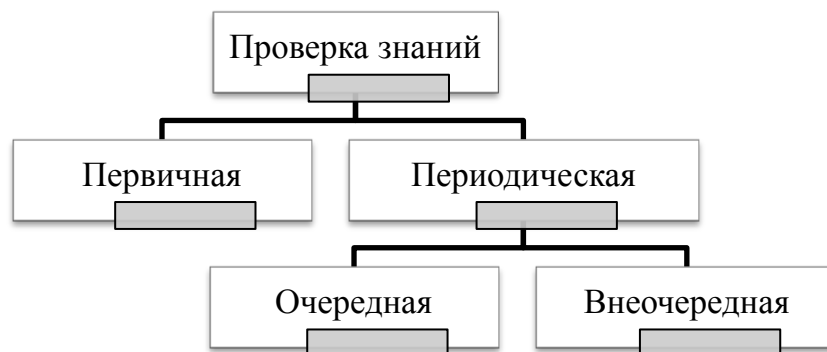 Проверка знаний
Первичная
Периодическая
Очередная
Внеочередная